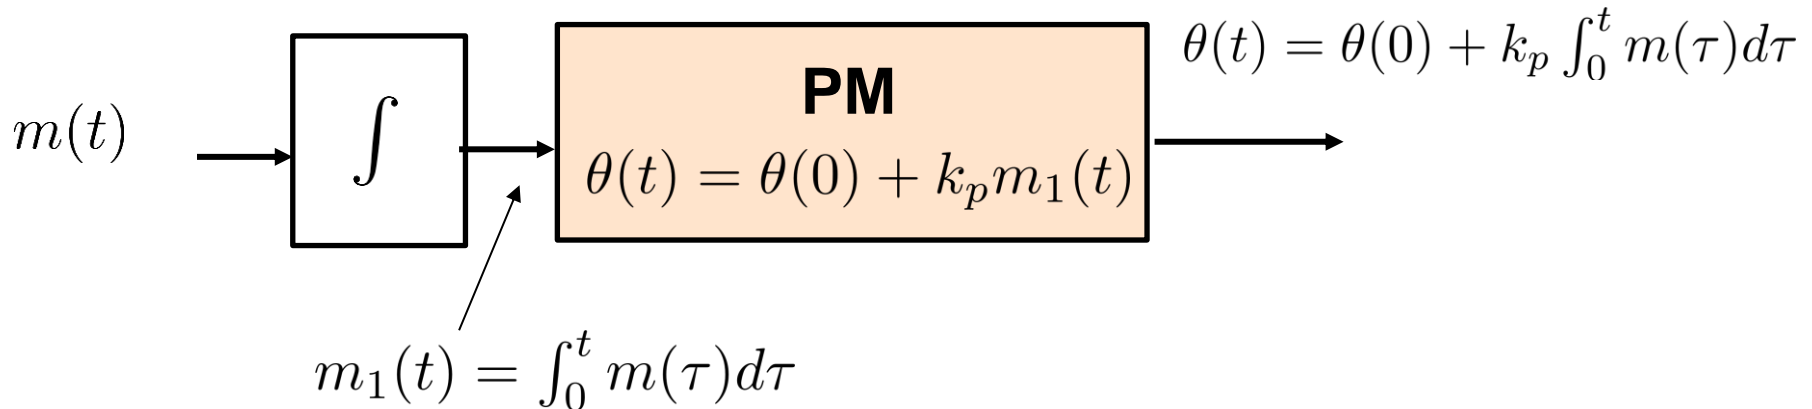 m(t)
∫
PM
θ(t) = θ(0) + k_p m_1(t)
θ(t) = θ(0) + k_p ∫_0^t m(τ)dτ
m_1(t) = ∫_0^t m(τ)dτ